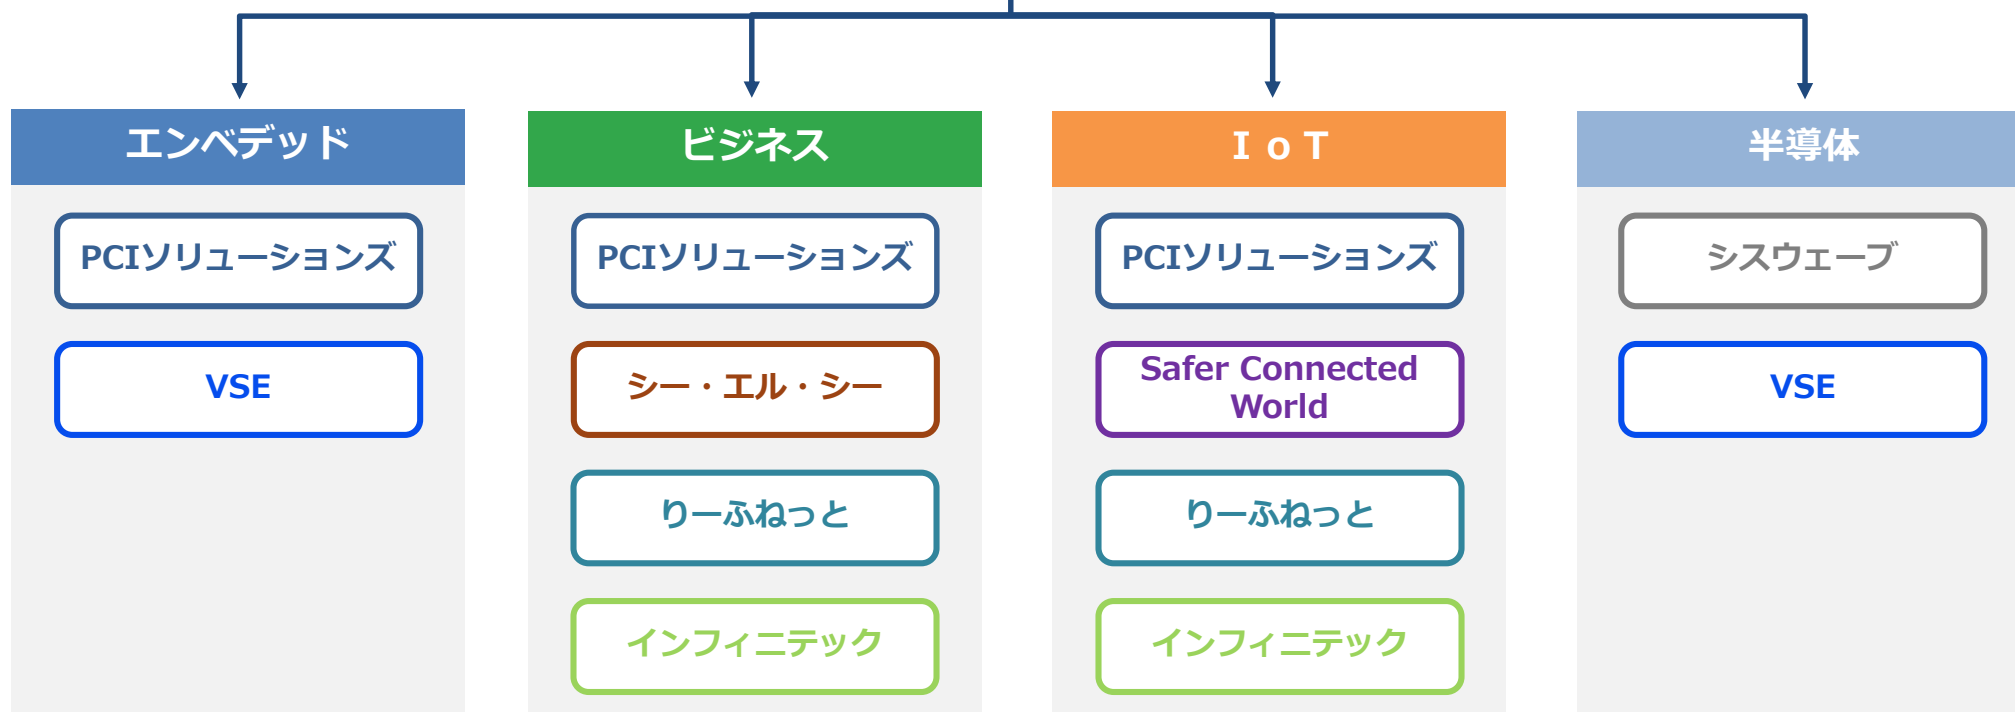 エンベデッド
PCIソリューションズ
VSE
ビジネス
PCIソリューションズ
シー・エル・シー
りーふねっと
インフィニテック
ＩｏＴ
PCIソリューションズ
Safer Connected
World
りーふねっと
インフィニテック
半導体
シスウェーブ
VSE